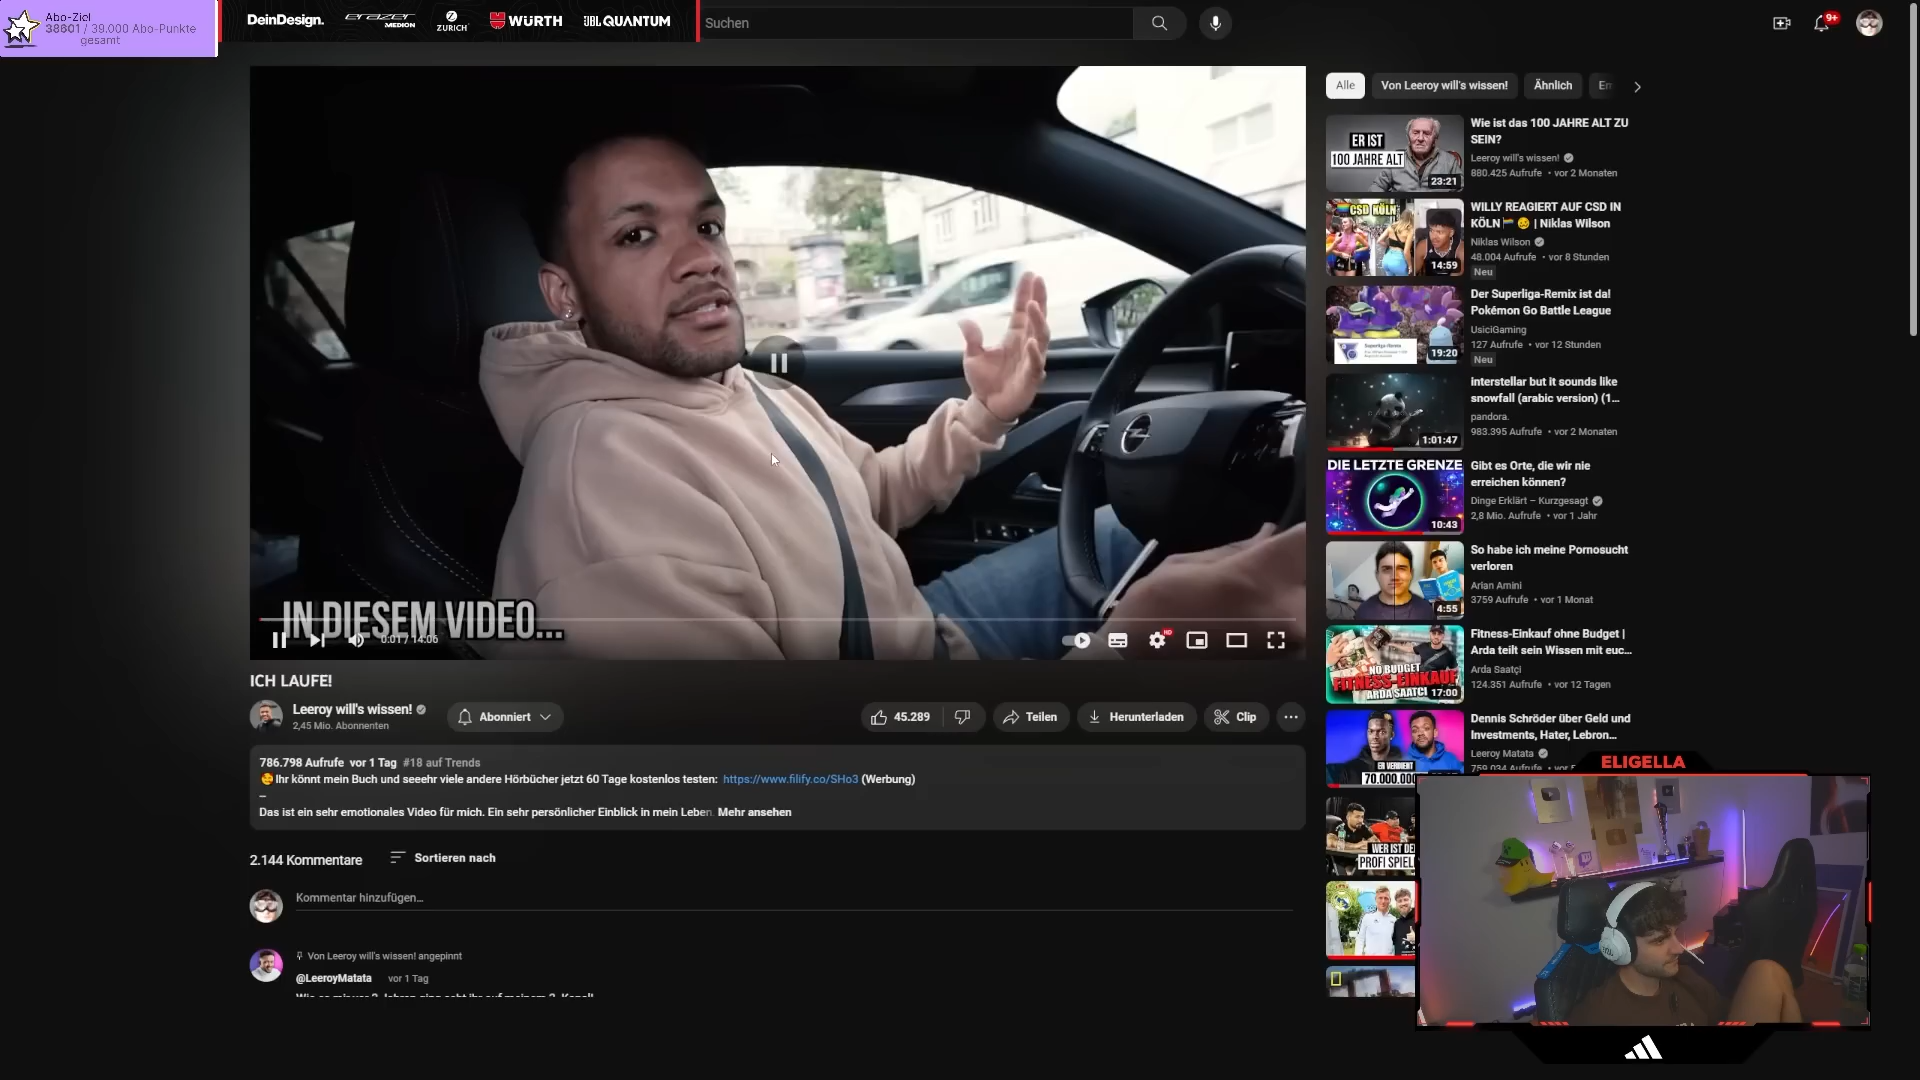 Abo-Ziel
38601 / 39.000 Abo-Punkte
gesamt
DeinDesign.
erazer
MEDION
ZURICH
WÜRTH
JBL QUANTUM
Suchen
9+
IN DIESEM VIDEO...
0:01 / 14:06
HD
ICH LAUFE!
Leeroy will's wissen!
2,45 Mio. Abonnenten
Abonniert
45.289
Teilen
Herunterladen
Clip
786.798 Aufrufe vor 1 Tag #18 auf Trends
Ihr könnt mein Buch und seeehr viele andere Hörbücher jetzt 60 Tage kostenlos testen: https://www.filify.co/SHo3 (Werbung)
–
Das ist ein sehr emotionales Video für mich. Ein sehr persönlicher Einblick in mein Leben. Mehr ansehen
2.144 Kommentare
Sortieren nach
Kommentar hinzufügen...
Von Leeroy will's wissen! angepinnt
@LeeroyMatata vor 1 Tag
Alle
Von Leeroy will's wissen!
Ähnlich
ER IST
100 JAHRE ALT
23:21
Wie ist das 100 JAHRE ALT ZU
SEIN?
Leeroy will's wissen!
880.425 Aufrufe • vor 2 Monaten
CSD KÖLN
14:59
WILLY REAGIERT AUF CSD IN
KÖLN 🏳️‍🌈 😢 | Niklas Wilson
Niklas Wilson
48.004 Aufrufe • vor 8 Stunden
Neu
19:20
Der Superliga-Remix ist da!
Pokémon Go Battle League
UsiciGaming
127 Aufrufe • vor 12 Stunden
Neu
1:01:47
interstellar but it sounds like
snowfall (arabic version) (1...
pandora.
983.395 Aufrufe • vor 2 Monaten
DIE LETZTE GRENZE
10:43
Gibt es Orte, die wir nie
erreichen können?
Dinge Erklärt – Kurzgesagt
2,8 Mio. Aufrufe • vor 1 Jahr
4:55
So habe ich meine Pornosucht
verloren
Arian Amini
3759 Aufrufe • vor 1 Monat
NO BUDGET
FITNESS-EINKAUF
ARDA SAATCI
17:00
Fitness-Einkauf ohne Budget |
Arda teilt sein Wissen mit euc...
Arda Saatçi
124.351 Aufrufe • vor 12 Tagen
ER VERDIENT
70.000.000
Dennis Schröder über Geld und
Investments, Hater, Lebron...
Leeroy Matata
759.034 Aufrufe
WER IST DER
PROFI SPIEL
ELIGELLA